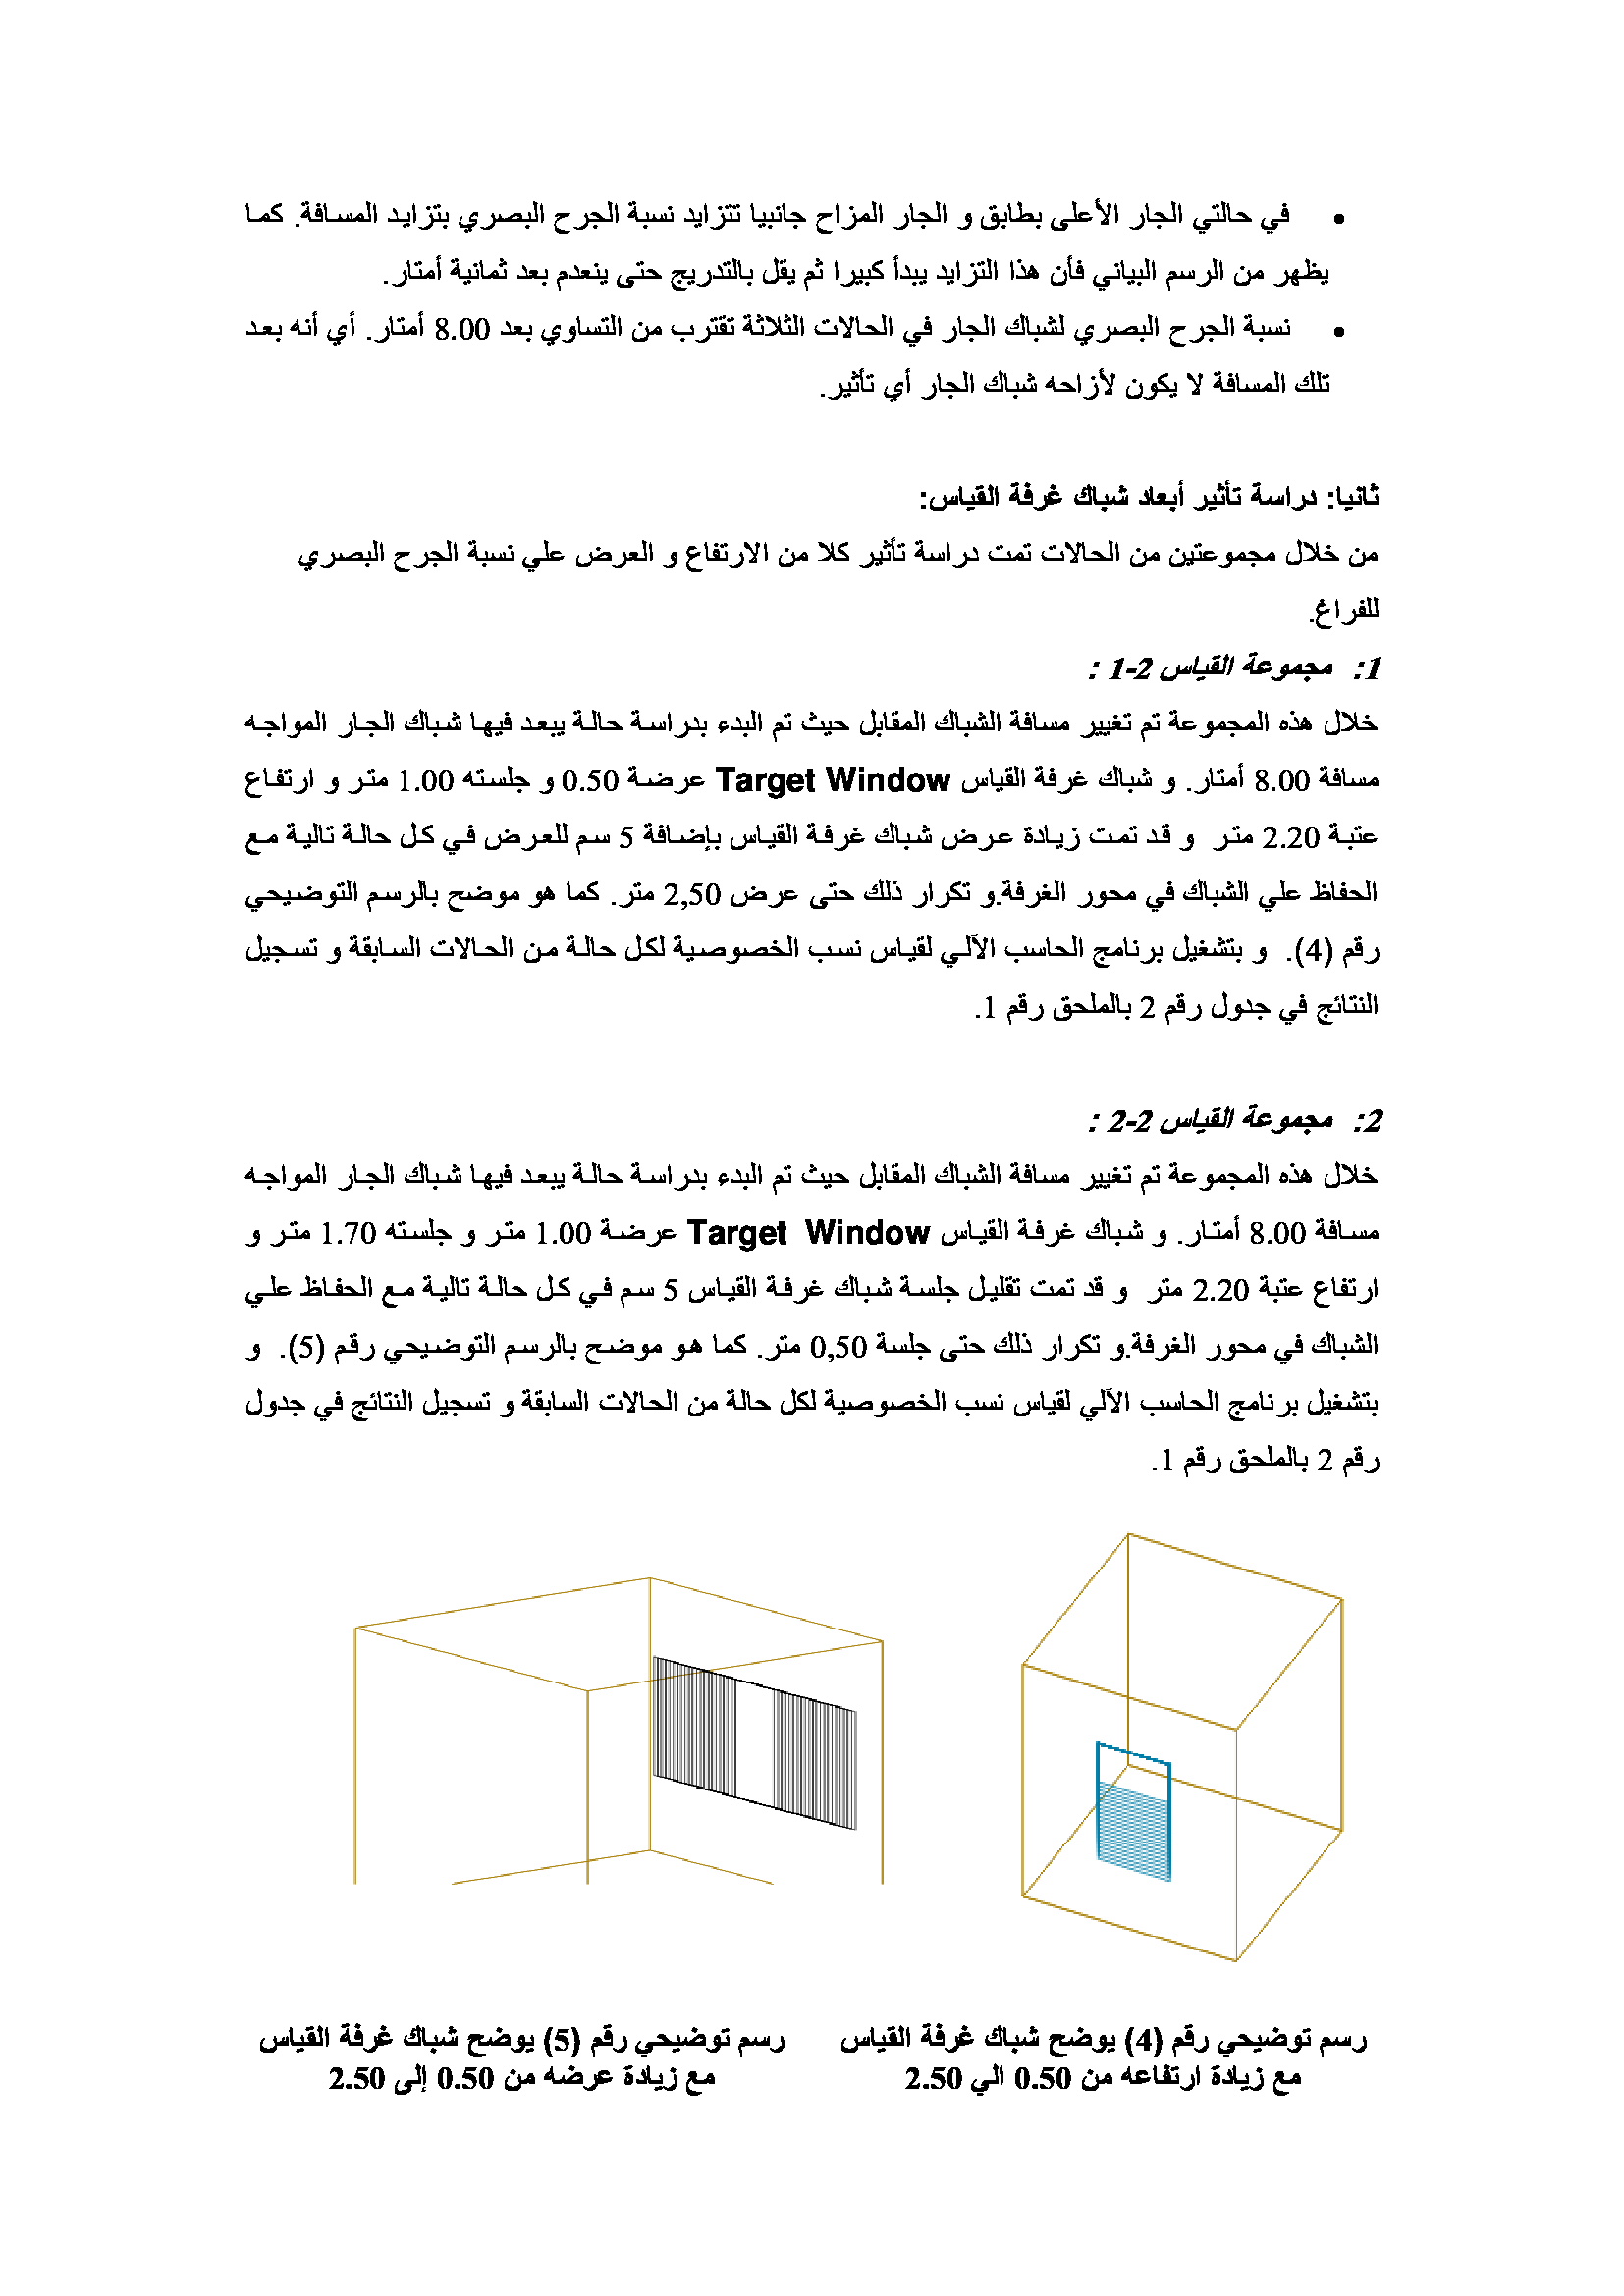 • في حالتي الجار الأعلى بطابق و الجار المزاح جانبيا تتزايد نسبة الجرح البصري بتزايد المسافة. كما
يظهر من الرسم البياني فأن هذا التزايد يبدأ كبيرا ثم يقل بالتدريج حتى ينعدم بعد ثمانية أمتار.
• نسبة الجرح البصري لشباك الجار في الحالات الثلاثة تقترب من التساوي بعد 8.00 أمتار. أي أنه بعد
تلك المسافة لا يكون لأزاحه شباك الجار أي تأثير.
ثانيا: دراسة تأثير أبعاد شباك غرفة القياس:
من خلال مجموعتين من الحالات تمت دراسة تأثير كلا من الارتفاع و العرض علي نسبة الجرح البصري
للفراغ.
1: مجموعة القياس 2-1 :
خلال هذه المجموعة تم تغيير مسافة الشباك المقابل حيث تم البدء بدراسة حالة يبعد فيها شباك الجار المواجه
مسافة 8.00 أمتار. و شباك غرفة القياس Target Window عرضة 0.50 و جلسته 1.00 متر و ارتفاع
عتبة 2.20 متر و قد تمت زيادة عرض شباك غرفة القياس بإضافة 5 سم للعرض في كل حالة تالية مع
الحفاظ علي الشباك في محور الغرفة.و تكرار ذلك حتى عرض 2,50 متر. كما هو موضح بالرسم التوضيحي
رقم (4). و بتشغيل برنامج الحاسب الآلي لقياس نسب الخصوصية لكل حالة من الحالات السابقة و تسجيل
النتائج في جدول رقم 2 بالملحق رقم 1.
2: مجموعة القياس 2-2 :
خلال هذه المجموعة تم تغيير مسافة الشباك المقابل حيث تم البدء بدراسة حالة يبعد فيها شباك الجار المواجه
مسافة 8.00 أمتار. و شباك غرفة القياس Target Window عرضة 1.00 متر و جلسته 1.70 متر و
ارتفاع عتبة 2.20 متر و قد تمت تقليل جلسة شباك غرفة القياس 5 سم في كل حالة تالية مع الحفاظ علي
الشباك في محور الغرفة.و تكرار ذلك حتى جلسة 0,50 متر. كما هو موضح بالرسم التوضيحي رقم (5). و
بتشغيل برنامج الحاسب الآلي لقياس نسب الخصوصية لكل حالة من الحالات السابقة و تسجيل النتائج في جدول
رقم 2 بالملحق رقم 1.
رسم توضيحي رقم (4) يوضح شباك غرفة القياس
مع زيادة ارتفاعه من 0.50 الي 2.50
رسم توضيحي رقم (5) يوضح شباك غرفة القياس
مع زيادة عرضه من 0.50 إلى 2.50